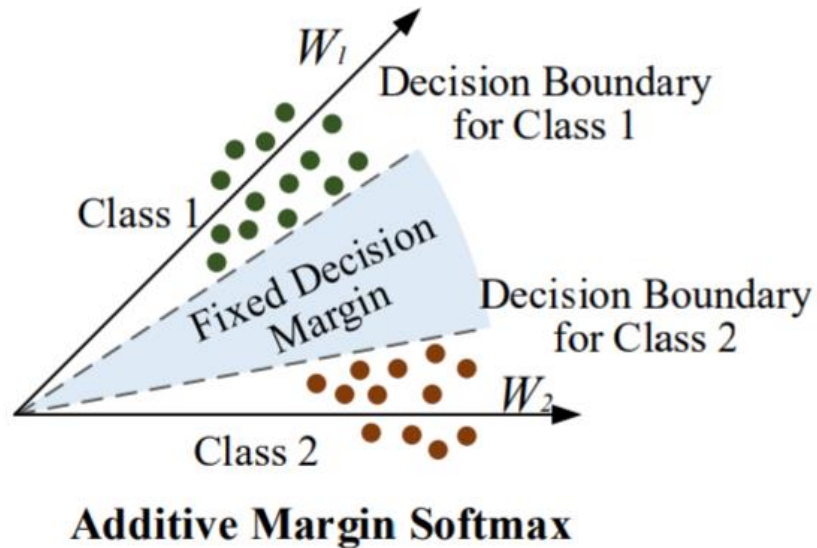 W1
Decision Boundary
for Class 1
Class 1
Fixed Decision
Margin
Decision Boundary
for Class 2
W2
Class 2
Additive Margin Softmax